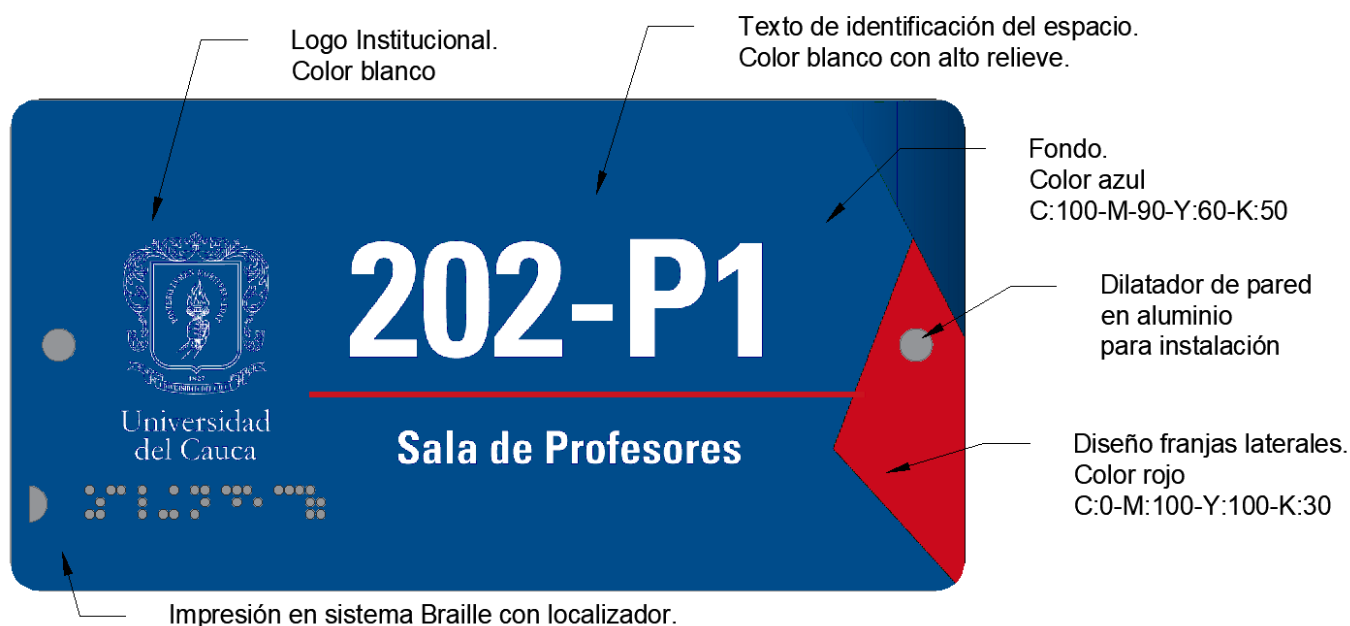 Logo Institucional.
Color blanco
Texto de identificación del espacio.
Color blanco con alto relieve.
Fondo.
Color azul
C:100-M-90-Y:60-K:50
202-P1
Dilatador de pared
en aluminio
para instalación
1827
Universidad
del Cauca
Sala de Profesores
Diseño franjas laterales.
Color rojo
C:0-M:100-Y:100-K:30
Impresión en sistema Braille con localizador.